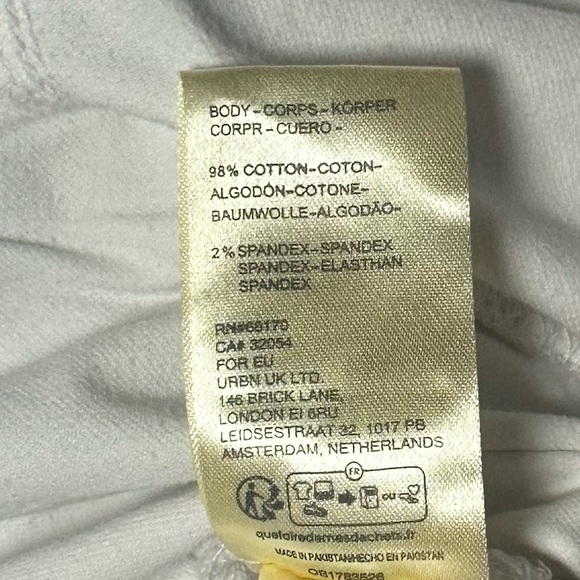 BODY-CORPS-KÖRPER
CORPR-CUERO-
98% COTTON-COTON-
ALGODÓN-COTONE-
BAUMWOLLE-ALGODÃO-
2% SPANDEX-SPANDEX
SPANDEX-ELASTHAN
SPANDEX
RN#66170
CA# 32054
FOR EU
URBN UK LTD.
146 BRICK LANE,
LONDON E1 6RU
LEIDSESTRAAT 32, 1017 PB
AMSTERDAM, NETHERLANDS
FR
OU
quefairedemesdechets.fr
MADE IN PAKISTAN/HECHO EN PAKISTAN